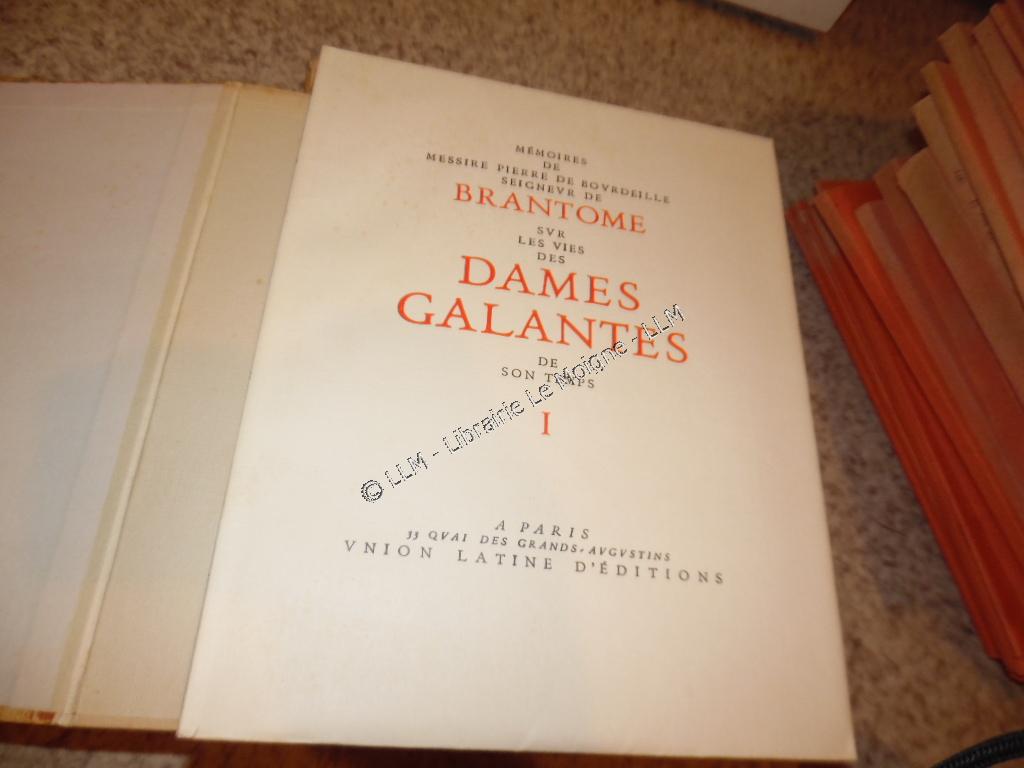 MÉMOIRES
DE
MESSIRE PIERRE DE BOVRDEILLE
SEIGNEVR DE
BRANTOME
SVR
LES VIES
DES
DAMES
GALANTES
DE
SON TEMPS
I
© LLM - Librairie Le Moigne - LLM
A PARIS
33 QVAI DES GRANDS-AVGVSTINS
VNION LATINE D'ÉDITIONS